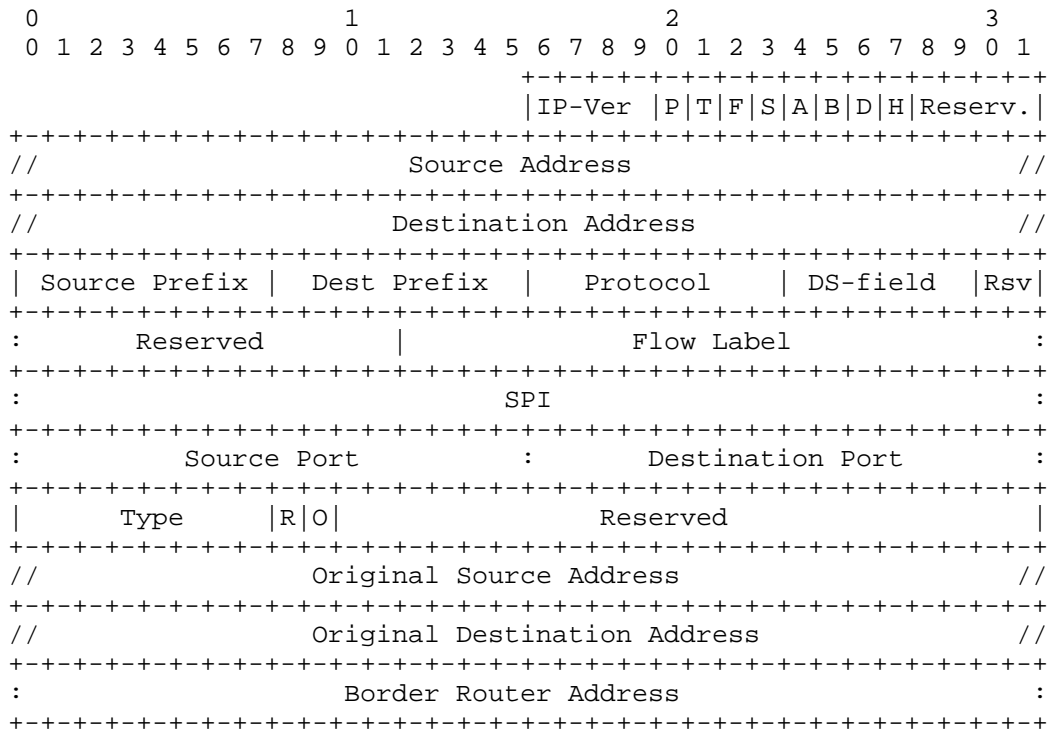 0                   1                   2                   3
 0 1 2 3 4 5 6 7 8 9 0 1 2 3 4 5 6 7 8 9 0 1 2 3 4 5 6 7 8 9 0 1
                                +-+-+-+-+-+-+-+-+-+-+-+-+-+-+-+-+
                                |IP-Ver |P|T|F|S|A|B|D|H|Reserv.|
+-+-+-+-+-+-+-+-+-+-+-+-+-+-+-+-+-+-+-+-+-+-+-+-+-+-+-+-+-+-+-+-+
//                       Source Address                        //
+-+-+-+-+-+-+-+-+-+-+-+-+-+-+-+-+-+-+-+-+-+-+-+-+-+-+-+-+-+-+-+-+
//                      Destination Address                    //
+-+-+-+-+-+-+-+-+-+-+-+-+-+-+-+-+-+-+-+-+-+-+-+-+-+-+-+-+-+-+-+-+
| Source Prefix |  Dest Prefix  |   Protocol    | DS-field  |Rsv|
+-+-+-+-+-+-+-+-+-+-+-+-+-+-+-+-+-+-+-+-+-+-+-+-+-+-+-+-+-+-+-+-+
:       Reserved        |              Flow Label               :
+-+-+-+-+-+-+-+-+-+-+-+-+-+-+-+-+-+-+-+-+-+-+-+-+-+-+-+-+-+-+-+-+
:                              SPI                              :
+-+-+-+-+-+-+-+-+-+-+-+-+-+-+-+-+-+-+-+-+-+-+-+-+-+-+-+-+-+-+-+-+
:          Source Port          :       Destination Port        :
+-+-+-+-+-+-+-+-+-+-+-+-+-+-+-+-+-+-+-+-+-+-+-+-+-+-+-+-+-+-+-+-+
|      Type     |R|O|                Reserved                   |
+-+-+-+-+-+-+-+-+-+-+-+-+-+-+-+-+-+-+-+-+-+-+-+-+-+-+-+-+-+-+-+-+
//                 Original Source Address                     //
+-+-+-+-+-+-+-+-+-+-+-+-+-+-+-+-+-+-+-+-+-+-+-+-+-+-+-+-+-+-+-+-+
//                 Original Destination Address                //
+-+-+-+-+-+-+-+-+-+-+-+-+-+-+-+-+-+-+-+-+-+-+-+-+-+-+-+-+-+-+-+-+
:                    Border Router Address                      :
+-+-+-+-+-+-+-+-+-+-+-+-+-+-+-+-+-+-+-+-+-+-+-+-+-+-+-+-+-+-+-+-+